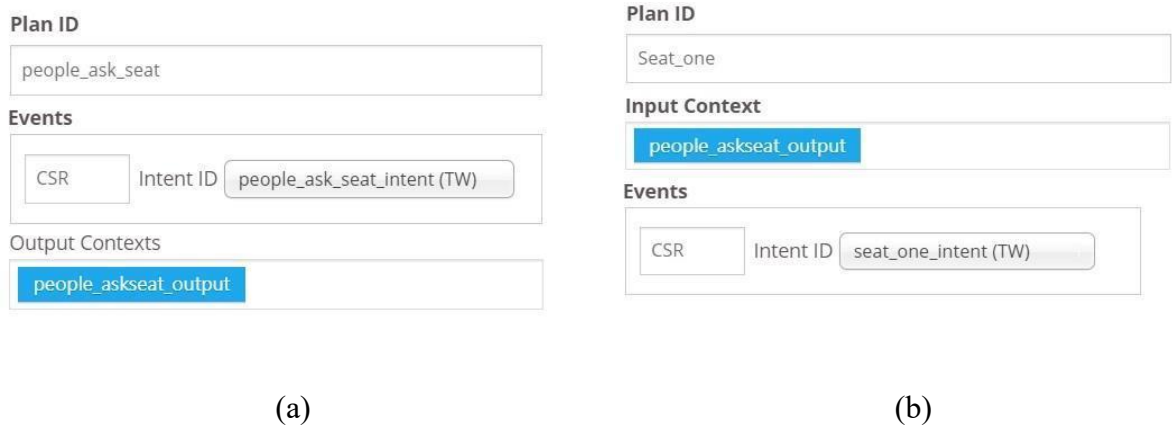 Plan ID
people_ask_seat
Events
CSR Intent ID people_ask_seat_intent (TW)
Output Contexts
people_askseat_output
(a)
Plan ID
Seat_one
Input Context
people_askseat_output
Events
CSR Intent ID seat_one_intent (TW)
(b)